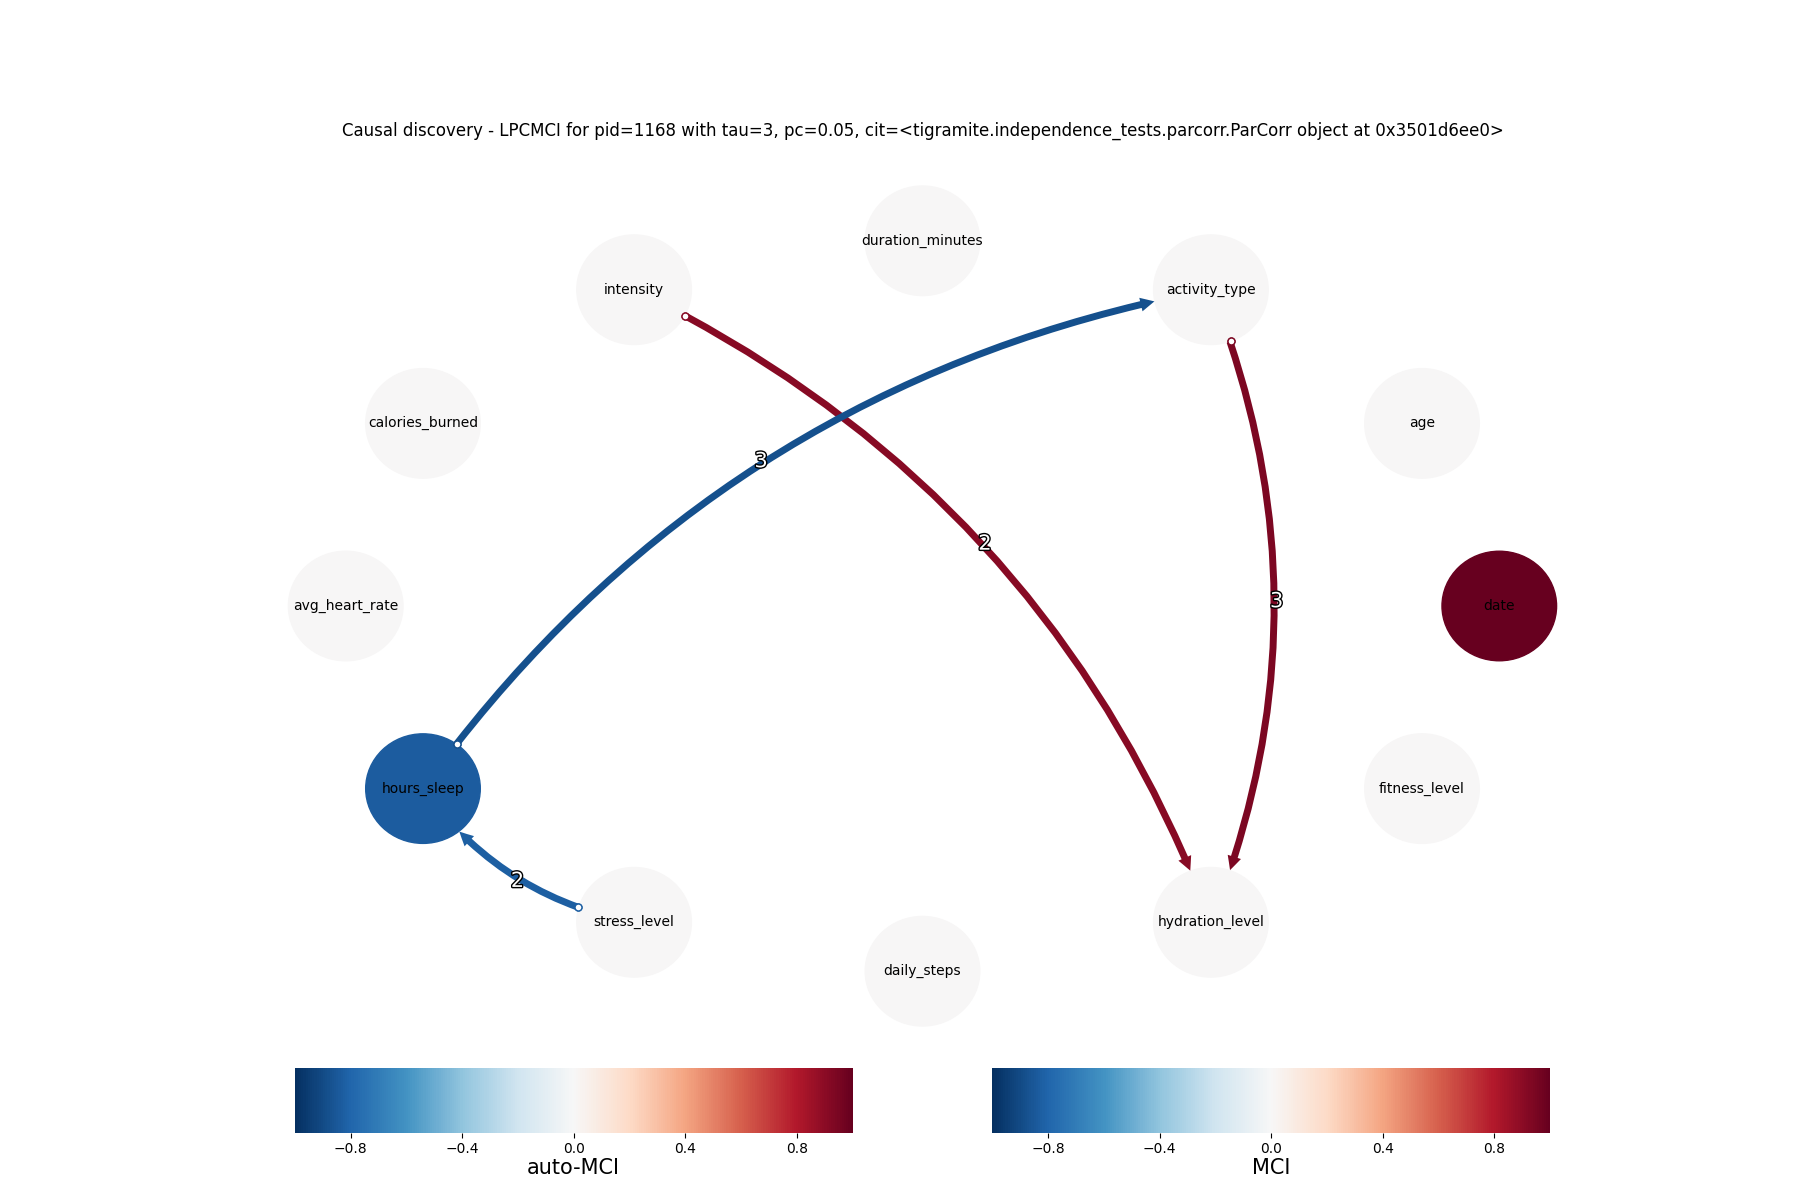 Causal discovery - LPCMCI for pid=1168 with tau=3, pc=0.05, cit=<tigramite.independence_tests.parcorr.ParCorr object at 0x3501d6ee0>
duration_minutes
intensity
activity_type
calories_burned
age
3
2
3
avg_heart_rate
date
hours_sleep
fitness_level
2
stress_level
hydration_level
daily_steps
−0.8 −0.4 0.0 0.4 0.8
auto-MCI
−0.8 −0.4 0.0 0.4 0.8
MCI